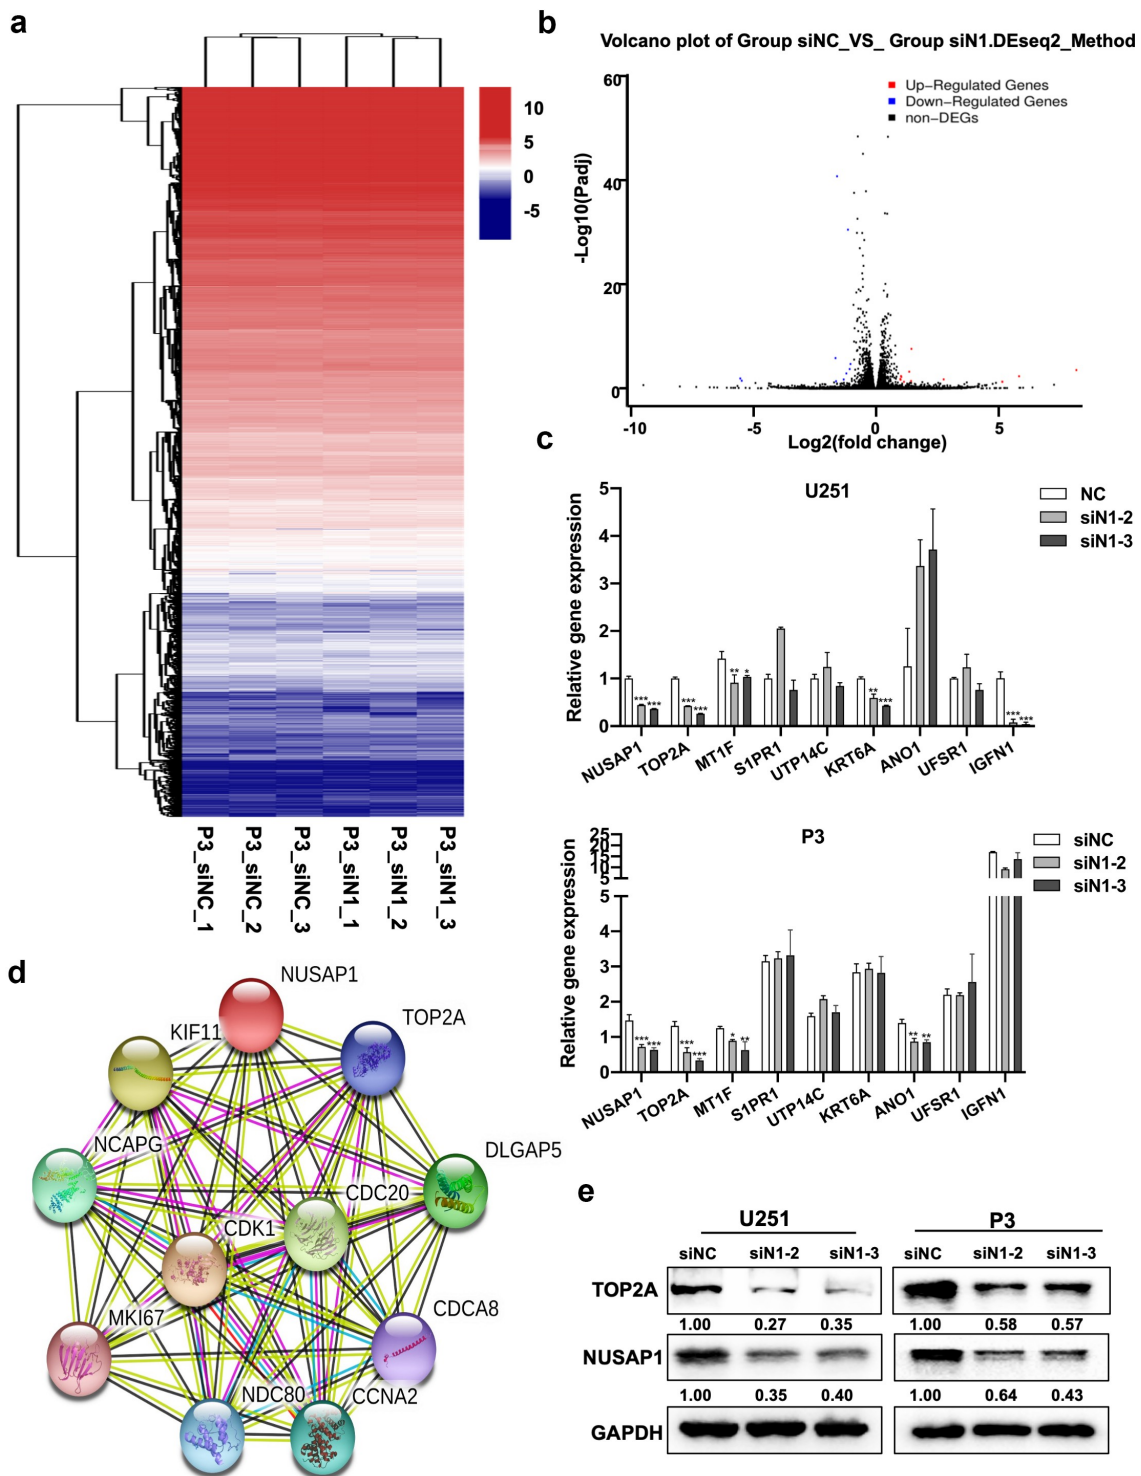 a
10
5
0
-5
P3_siNC_1
P3_siNC_2
P3_siNC_3
P3_siN1_1
P3_siN1_2
P3_siN1_3
b
Volcano plot of Group siNC_VS_ Group siN1.DEseq2_Method
Up-Regulated Genes
Down-Regulated Genes
non-DEGs
-Log10(Padj)
60
40
20
0
-10
-5
0
5
Log2(fold change)
c
U251
NC
siN1-2
siN1-3
Relative gene expression
5
4
3
2
1
0
*** ***
*** ***
** *
** ***
*** ***
NUSAP1
TOP2A
MT1F
S1PR1
UTP14C
KRT6A
ANO1
UFSR1
IGFN1
P3
siNC
siN1-2
siN1-3
Relative gene expression
25
20
15
10
5
5
4
3
2
1
0
*** ***
*** ***
* **
** **
NUSAP1
TOP2A
MT1F
S1PR1
UTP14C
KRT6A
ANO1
UFSR1
IGFN1
d
NUSAP1
KIF11
TOP2A
NCAPG
DLGAP5
CDC20
CDK1
MKI67
CDCA8
NDC80
CCNA2
e
U251 P3
siNC siN1-2 siN1-3 siNC siN1-2 siN1-3
TOP2A
1.00 0.27 0.35 1.00 0.58 0.57
NUSAP1
1.00 0.35 0.40 1.00 0.64 0.43
GAPDH